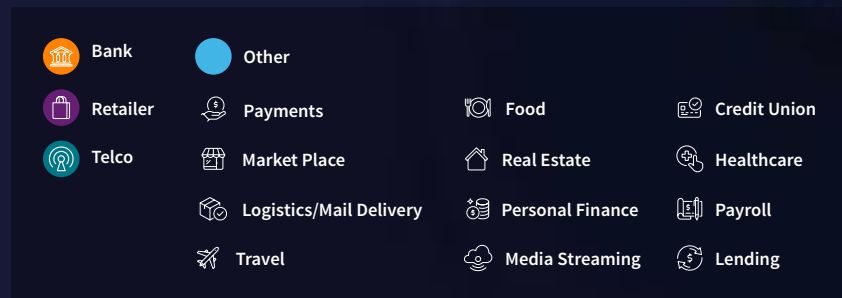 Bank
Retailer
Telco
Other
Payments
Market Place
Logistics/Mail Delivery
Travel
Food
Real Estate
Personal Finance
Media Streaming
Credit Union
Healthcare
Payroll
Lending